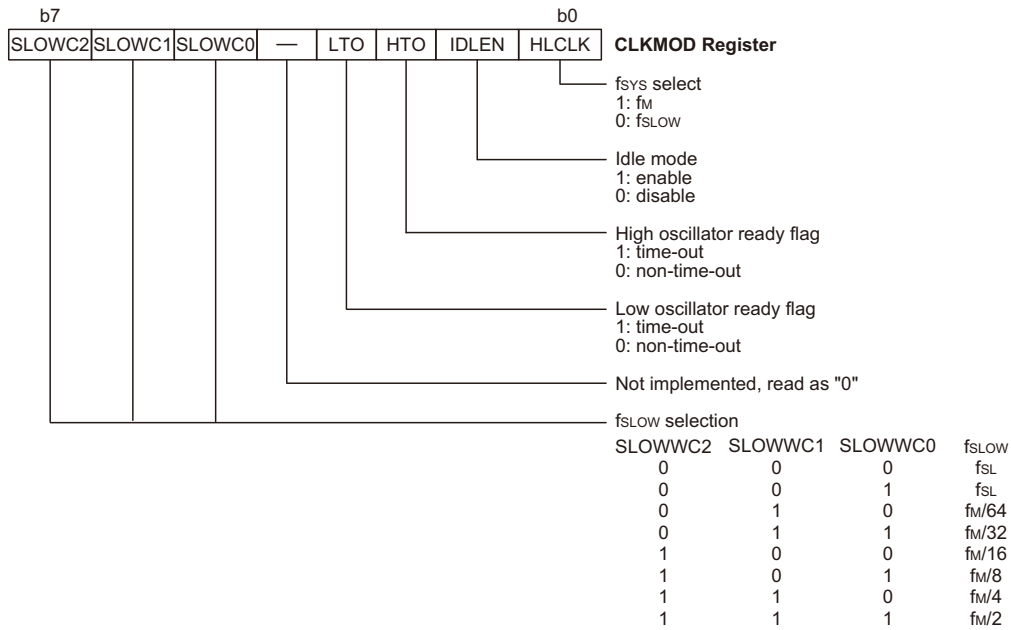 b7 b0
SLOWC2 SLOWC1 SLOWC0 — LTO HTO IDLEN HLCLK CLKMOD Register
fSYS select
1: fM
0: fSLOW
Idle mode
1: enable
0: disable
High oscillator ready flag
1: time-out
0: non-time-out
Low oscillator ready flag
1: time-out
0: non-time-out
Not implemented, read as "0"
fSLOW selection
SLOWWC2 SLOWWC1 SLOWWC0 fSLOW
0 0 0 fSL
0 0 1 fSL
0 1 0 fM/64
0 1 1 fM/32
1 0 0 fM/16
1 0 1 fM/8
1 1 0 fM/4
1 1 1 fM/2